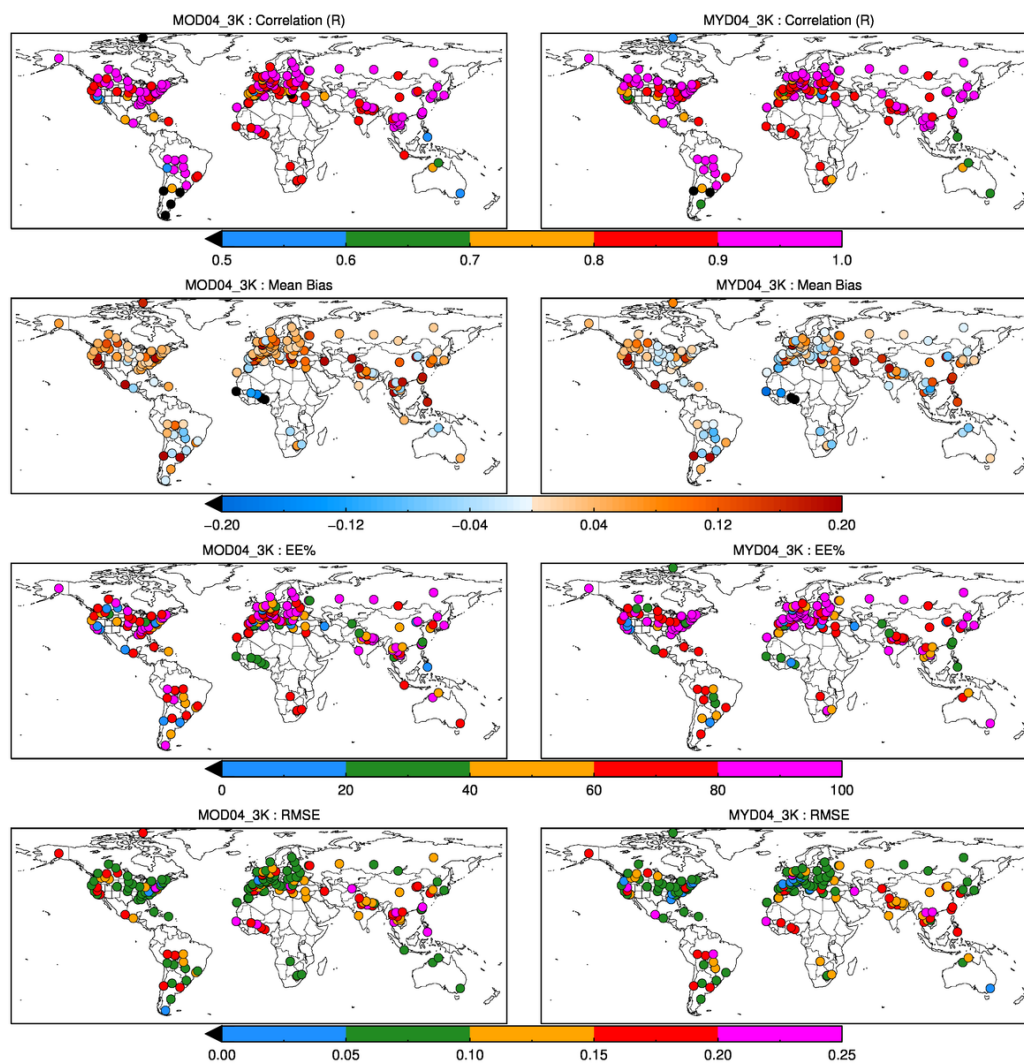 MOD04_3K : Correlation (R) MYD04_3K : Correlation (R)
0.5 0.6 0.7 0.8 0.9 1.0
MOD04_3K : Mean Bias MYD04_3K : Mean Bias
−0.20 −0.12 −0.04 0.04 0.12 0.20
MOD04_3K : EE% MYD04_3K : EE%
0 20 40 60 80 100
MOD04_3K : RMSE MYD04_3K : RMSE
0.00 0.05 0.10 0.15 0.20 0.25